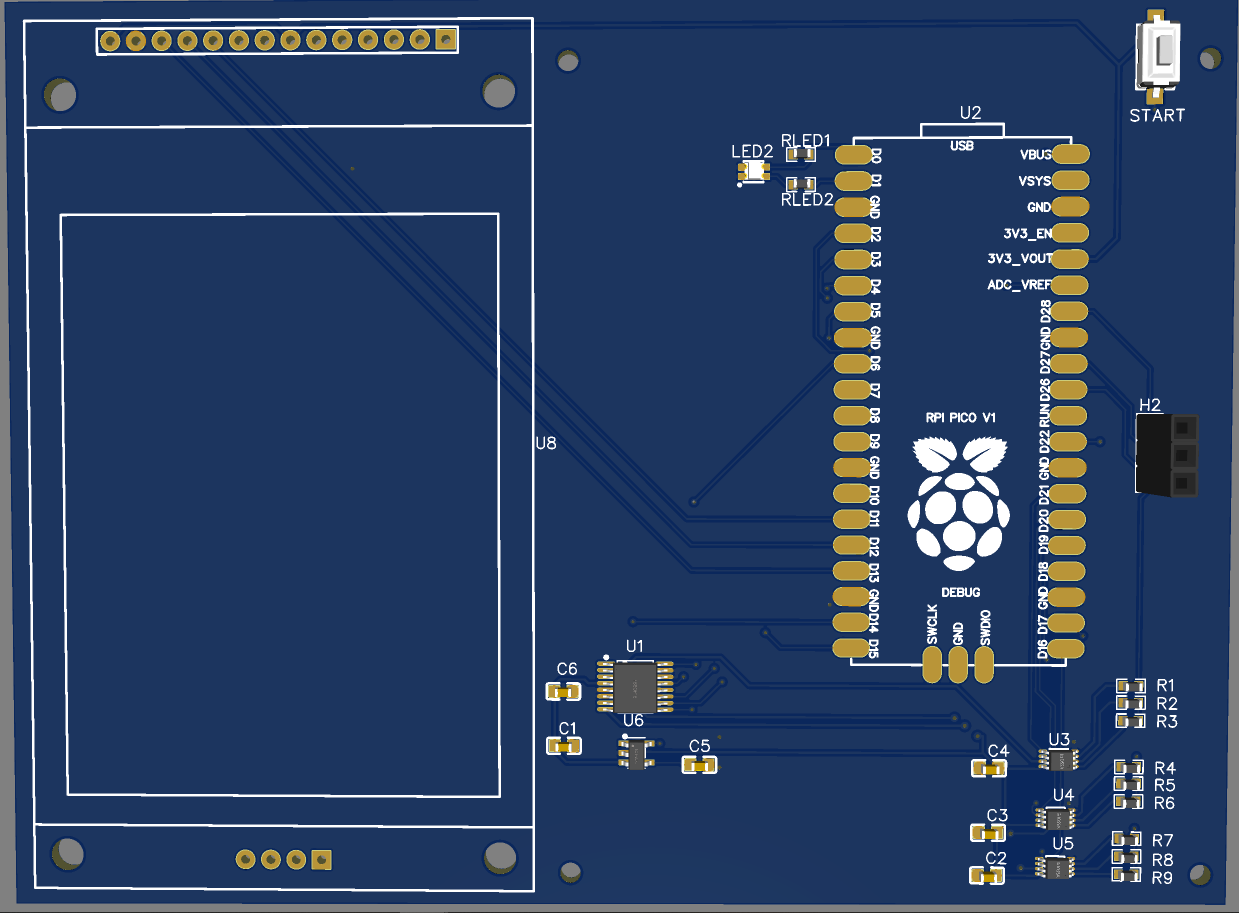 START
U2
USB
RLED1
LED2
RLED2
D0
D1
GND
D2
D3
D4
D5
GND
D6
D7
D8
D9
GND
D10
D11
D12
D13
GND
D14
D15
VBUS
VSYS
GND
3V3_EN
3V3_VOUT
ADC_VREF
D28
GND
D27
D26
RUN
D22
GND
D21
D20
D19
D18
GND
D17
D16
RPI PICO V1
DEBUG
SWCLK
GND
SWDIO
H2
U8
U1
C6
U6
C1
C5
C4
U3
C3
U4
C2
U5
R1
R2
R3
R4
R5
R6
R7
R8
R9